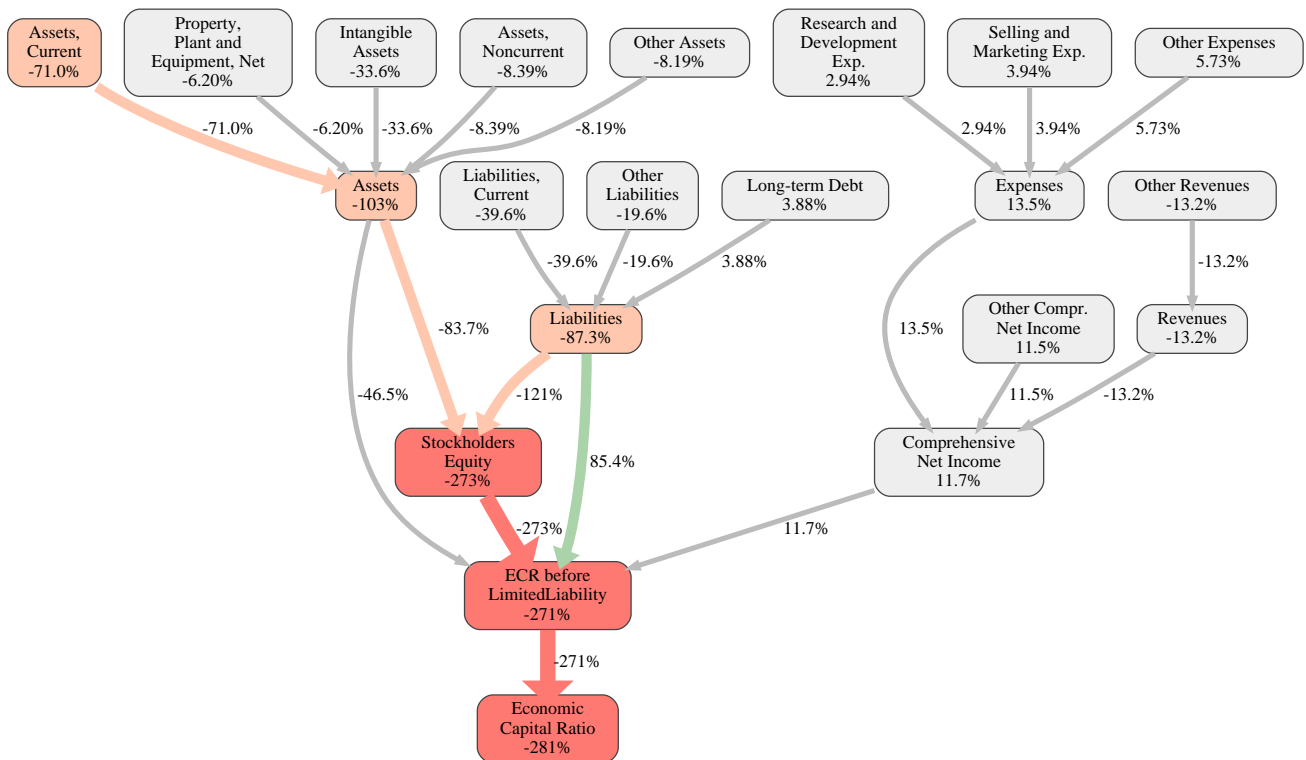 Assets,
Current
-71.0%
Property,
Plant and
Equipment, Net
-6.20%
Intangible
Assets
-33.6%
Assets,
Noncurrent
-8.39%
Other Assets
-8.19%
Research and
Development
Exp.
2.94%
Selling and
Marketing Exp.
3.94%
Other Expenses
5.73%
-71.0%
-6.20%
-33.6%
-8.39%
-8.19%
2.94%
3.94%
5.73%
Assets
-103%
Liabilities,
Current
-39.6%
Other
Liabilities
-19.6%
Long-term Debt
3.88%
Expenses
13.5%
Other Revenues
-13.2%
-39.6%
-19.6%
3.88%
-13.2%
Liabilities
-87.3%
Other Compr.
Net Income
11.5%
Revenues
-13.2%
-83.7%
13.5%
-46.5%
-121%
11.5%
-13.2%
Stockholders
Equity
-273%
85.4%
Comprehensive
Net Income
11.7%
-273%
11.7%
ECR before
LimitedLiability
-271%
-271%
Economic
Capital Ratio
-281%